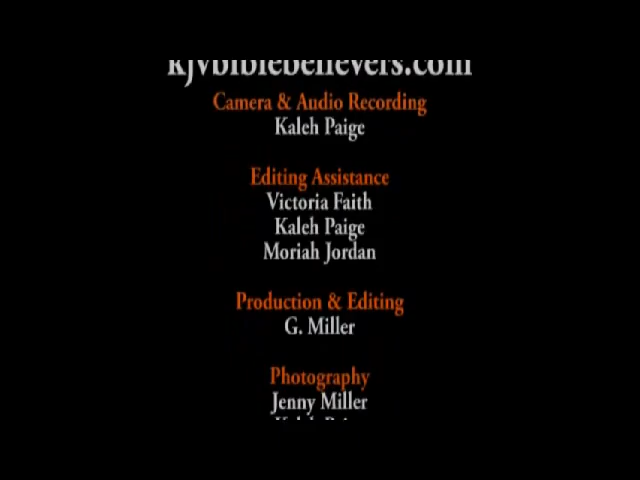 kjvbiblebelievers.com
Camera & Audio Recording
Kaleh Paige
Editing Assistance
Victoria Faith
Kaleh Paige
Moriah Jordan
Production & Editing
G. Miller
Photography
Jenny Miller